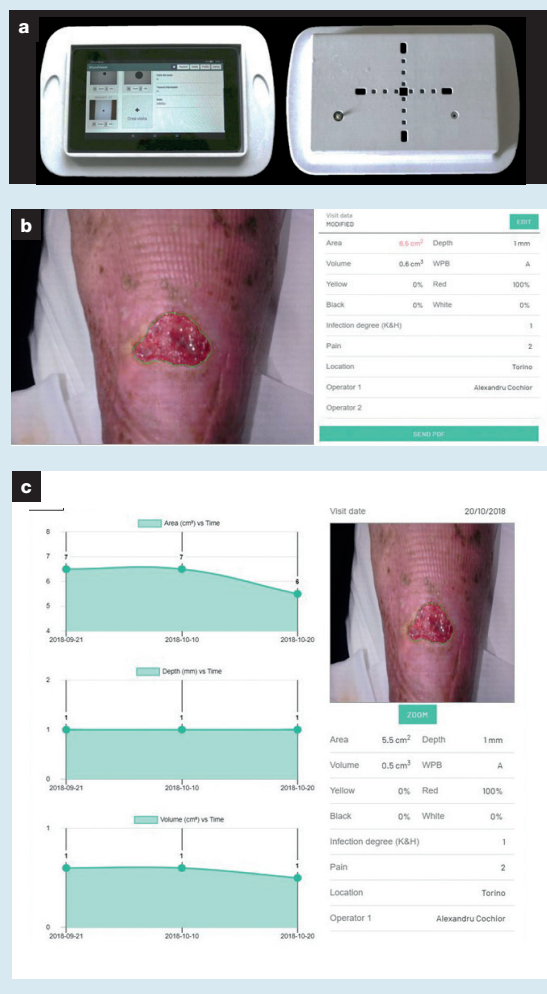 a
Crea visita
b
Visit data
MODIFIED
EDIT
Area 6.5 cm² Depth 1 mm
Volume 0.6 cm³ WPB A
Yellow 0% Red 100%
Black 0% White 0%
Infection degree (K&H) 1
Pain 2
Location Torino
Operator 1 Alexandru Cochior
Operator 2
SEND PDF
c
Area (cm²) vs Time
8
7
6
5
4
7 7 6
2018-09-21 2018-10-10 2018-10-20
Depth (mm) vs Time
2
1
0
1 1 1
2018-09-21 2018-10-10 2018-10-20
Volume (cm³) vs Time
1
0
1 1 1
2018-09-21 2018-10-10 2018-10-20
Visit date 20/10/2018
ZOOM
Area 5.5 cm² Depth 1 mm
Volume 0.5 cm³ WPB A
Yellow 0% Red 100%
Black 0% White 0%
Infection degree (K&H) 1
Pain 2
Location Torino
Operator 1 Alexandru Cochior